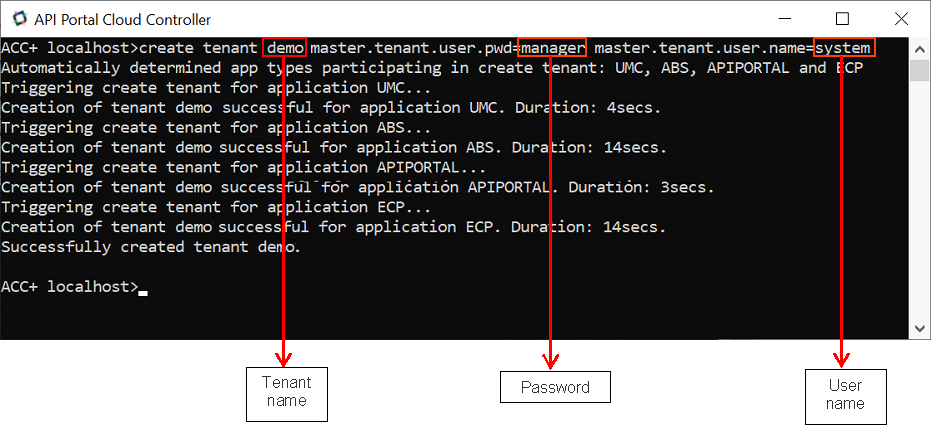 API Portal Cloud Controller
ACC+ localhost>create tenant demo master.tenant.user.pwd=manager master.tenant.user.name=system
Automatically determined app types participating in create tenant: UMC, ABS, APIPORTAL and ECP
Triggering create tenant for application UMC...
Creation of tenant demo successful for application UMC. Duration: 4secs.
Triggering create tenant for application ABS...
Creation of tenant demo successful for application ABS. Duration: 14secs.
Triggering create tenant for application APIPORTAL...
Creation of tenant demo successful for application APIPORTAL. Duration: 3secs.
Triggering create tenant for application ECP...
Creation of tenant demo successful for application ECP. Duration: 14secs.
Successfully created tenant demo.
ACC+ localhost>
Tenant
name
Password
User
name